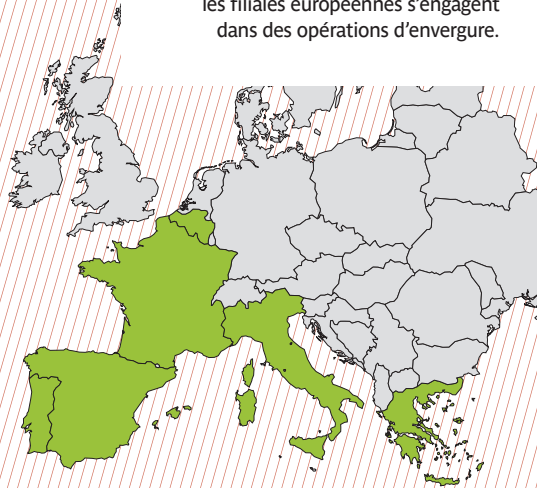 les filiales européennes s'engagent
dans des opérations d'envergure.